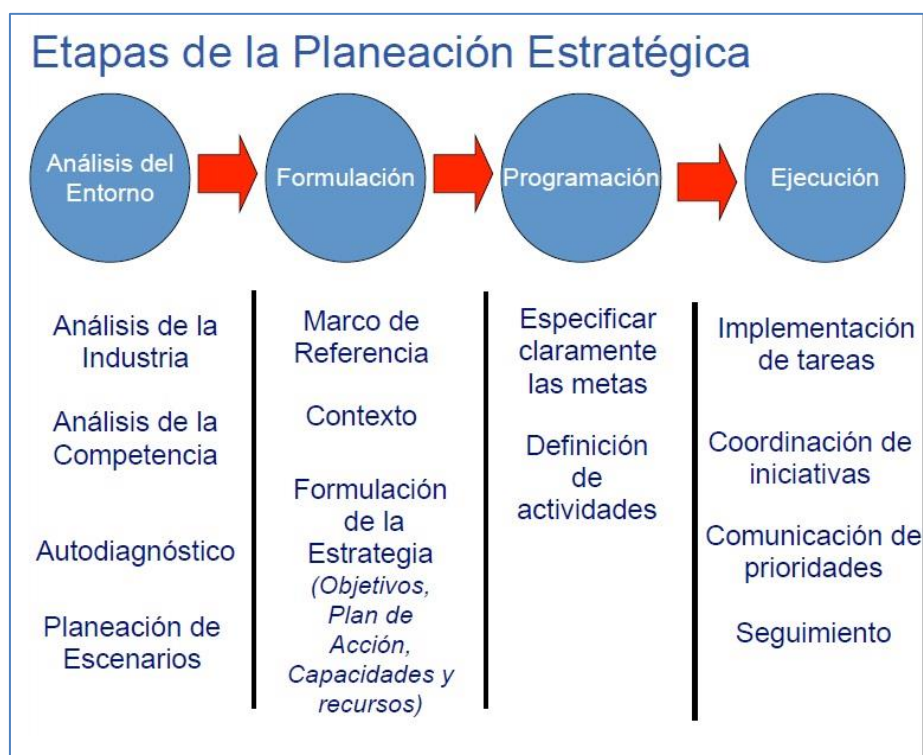 Etapas de la Planeación Estratégica
Análisis del
Entorno
Formulación
Programación
Ejecución
Análisis de la
Industria
Análisis de la
Competencia
Autodiagnóstico
Planeación de
Escenarios
Marco de
Referencia
Contexto
Formulación
de la
Estrategia
(Objetivos,
Plan de
Acción,
Capacidades y
recursos)
Especificar
claramente
las metas
Definición
de
actividades
Implementación
de tareas
Coordinación de
iniciativas
Comunicación de
prioridades
Seguimiento